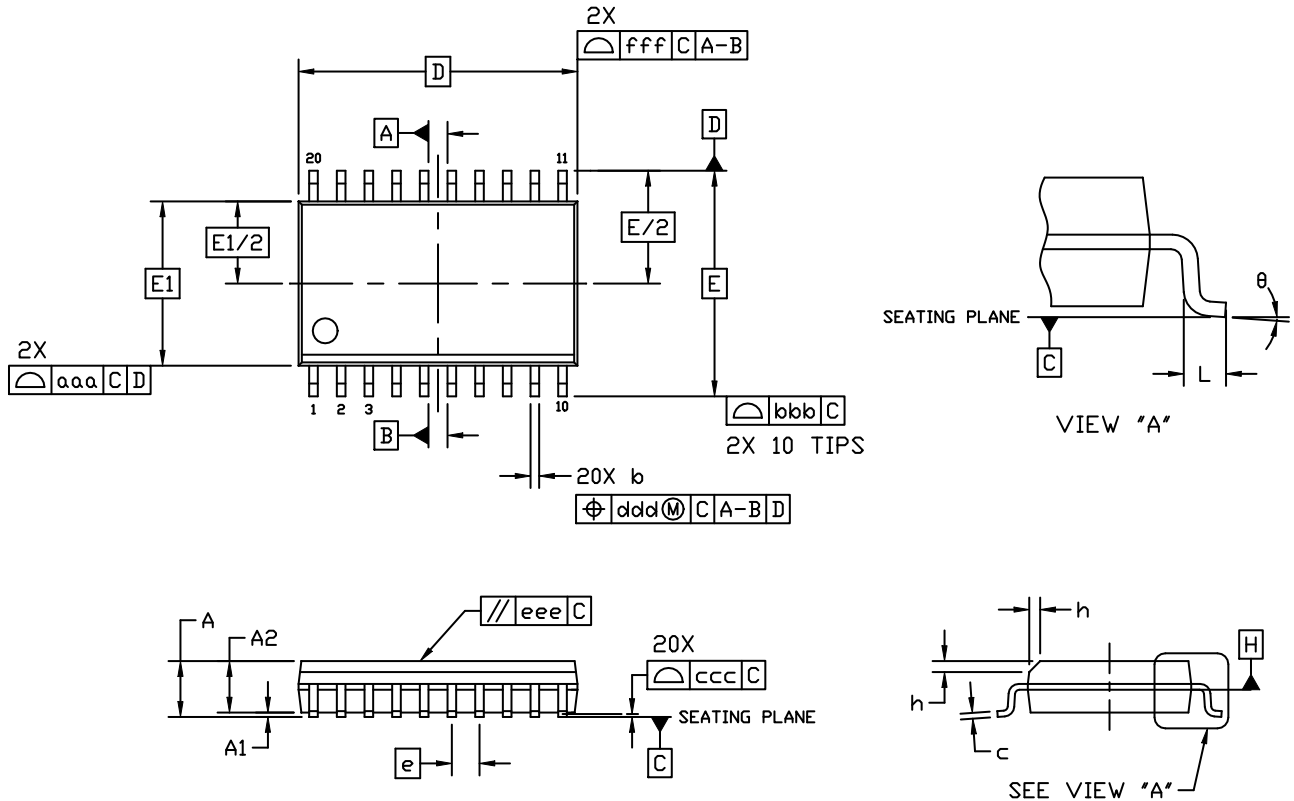 2X
⌓ fff C A-B
D
A
D
20
11
E1/2
E/2
E1
E
SEATING PLANE
θ
C
L
VIEW "A"
2X
⌓ aaa C D
1 2 3
10
B
⌓ bbb C
2X 10 TIPS
20X b
⌖ ddd Ⓜ C A-B D
// eee C
A
A2
20X
⌓ ccc C
SEATING PLANE
A1
e
C
h
H
h
c
SEE VIEW "A"